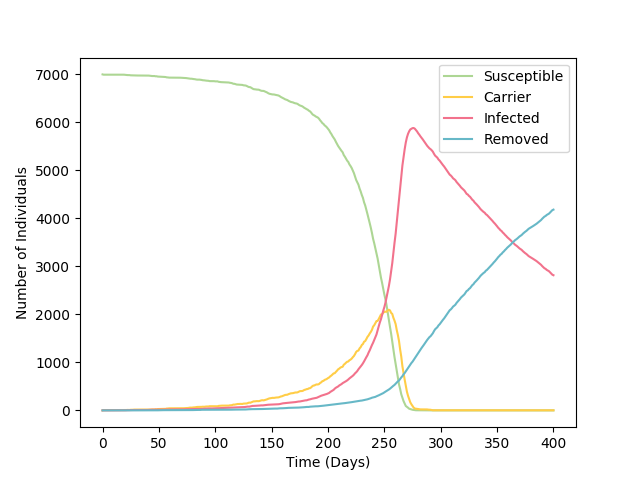 7000
6000
5000
4000
3000
2000
1000
0
Number of Individuals
0 50 100 150 200 250 300 350 400
Time (Days)
Susceptible
Carrier
Infected
Removed